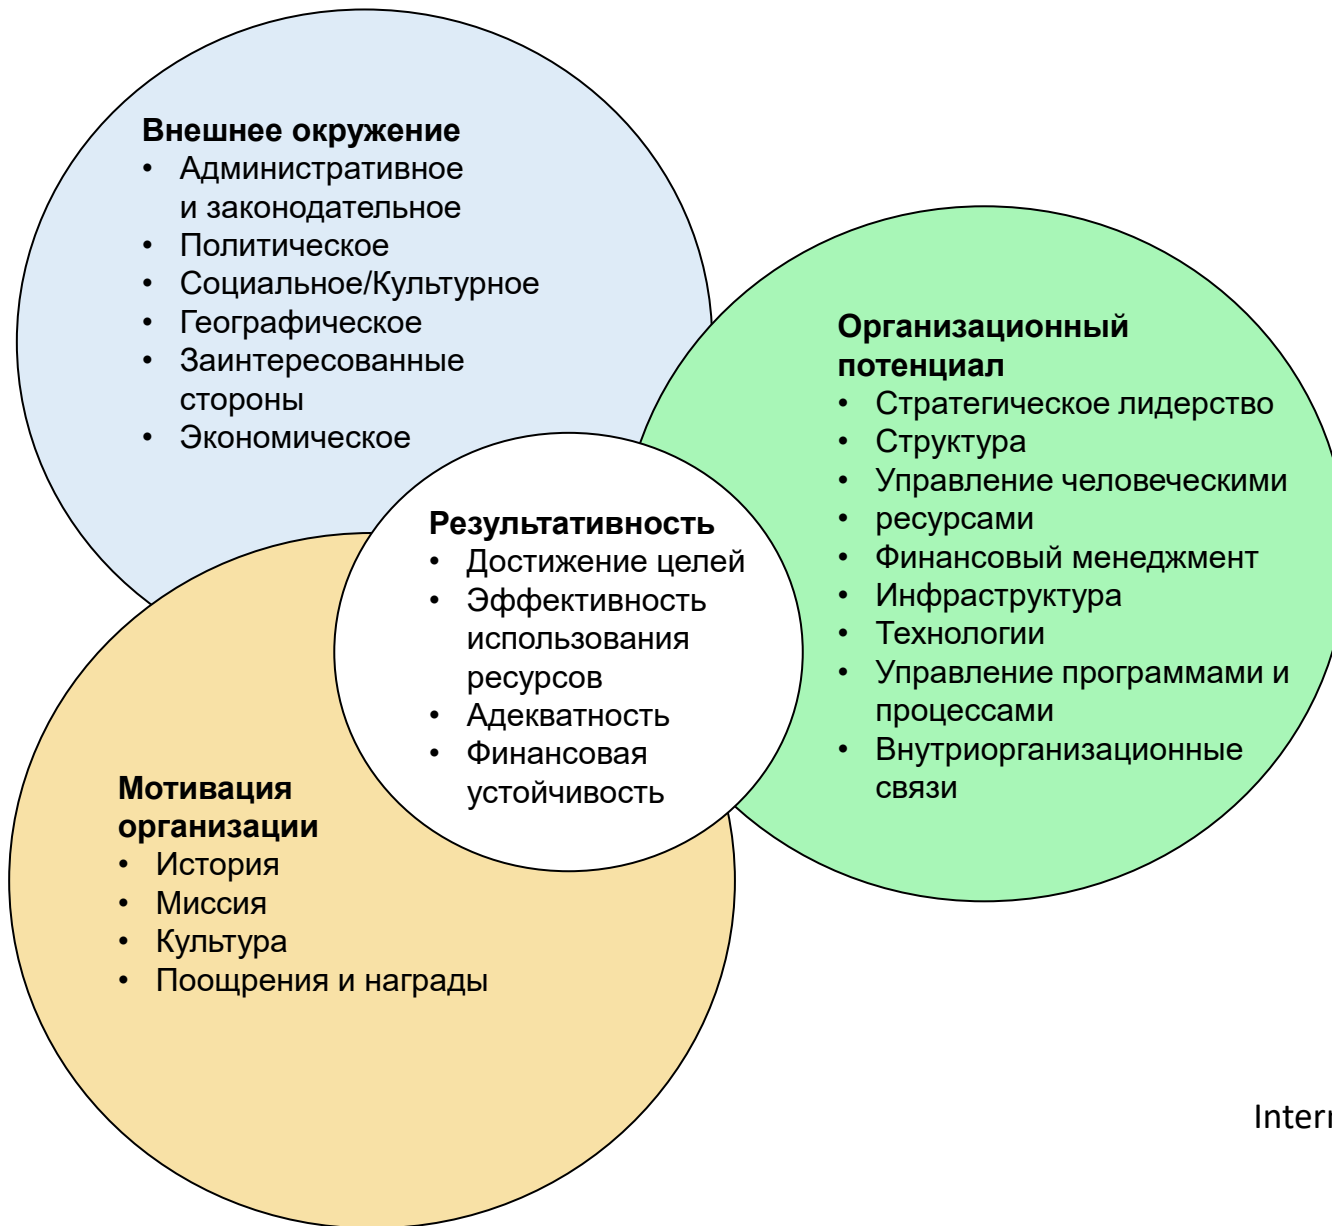 Внешнее окружение
• Административное
и законодательное
• Политическое
• Социальное/Культурное
• Географическое
• Заинтересованные
стороны
• Экономическое
Организационный
потенциал
• Стратегическое лидерство
• Структура
• Управление человеческими
• ресурсами
• Финансовый менеджмент
• Инфраструктура
• Технологии
• Управление программами и
процессами
• Внутриорганизационные
связи
Результативность
• Достижение целей
• Эффективность
использования
ресурсов
• Адекватность
• Финансовая
устойчивость
Мотивация
организации
• История
• Миссия
• Культура
• Поощрения и награды